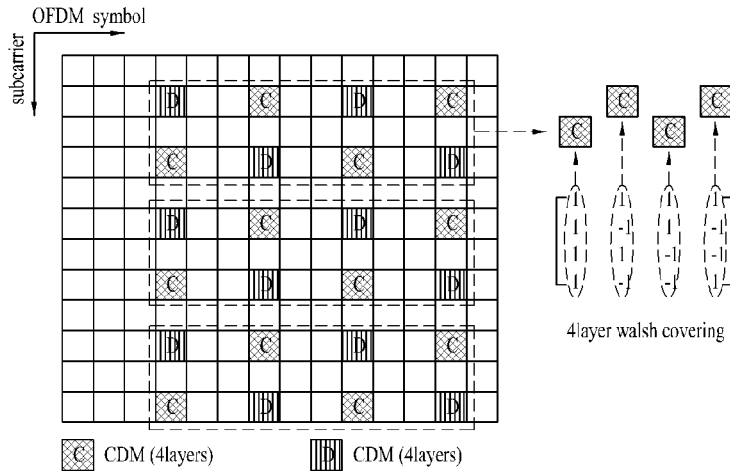 OFDM symbol
subcarrier
D C D C
C D C D
D C D C
C D C D
D C D C
C D C D
C C C C
1 1 1 1
1 -1 1 -1
1 1 -1 -1
1 -1 -1 1
4layer walsh covering
C CDM (4layers) D CDM (4layers)